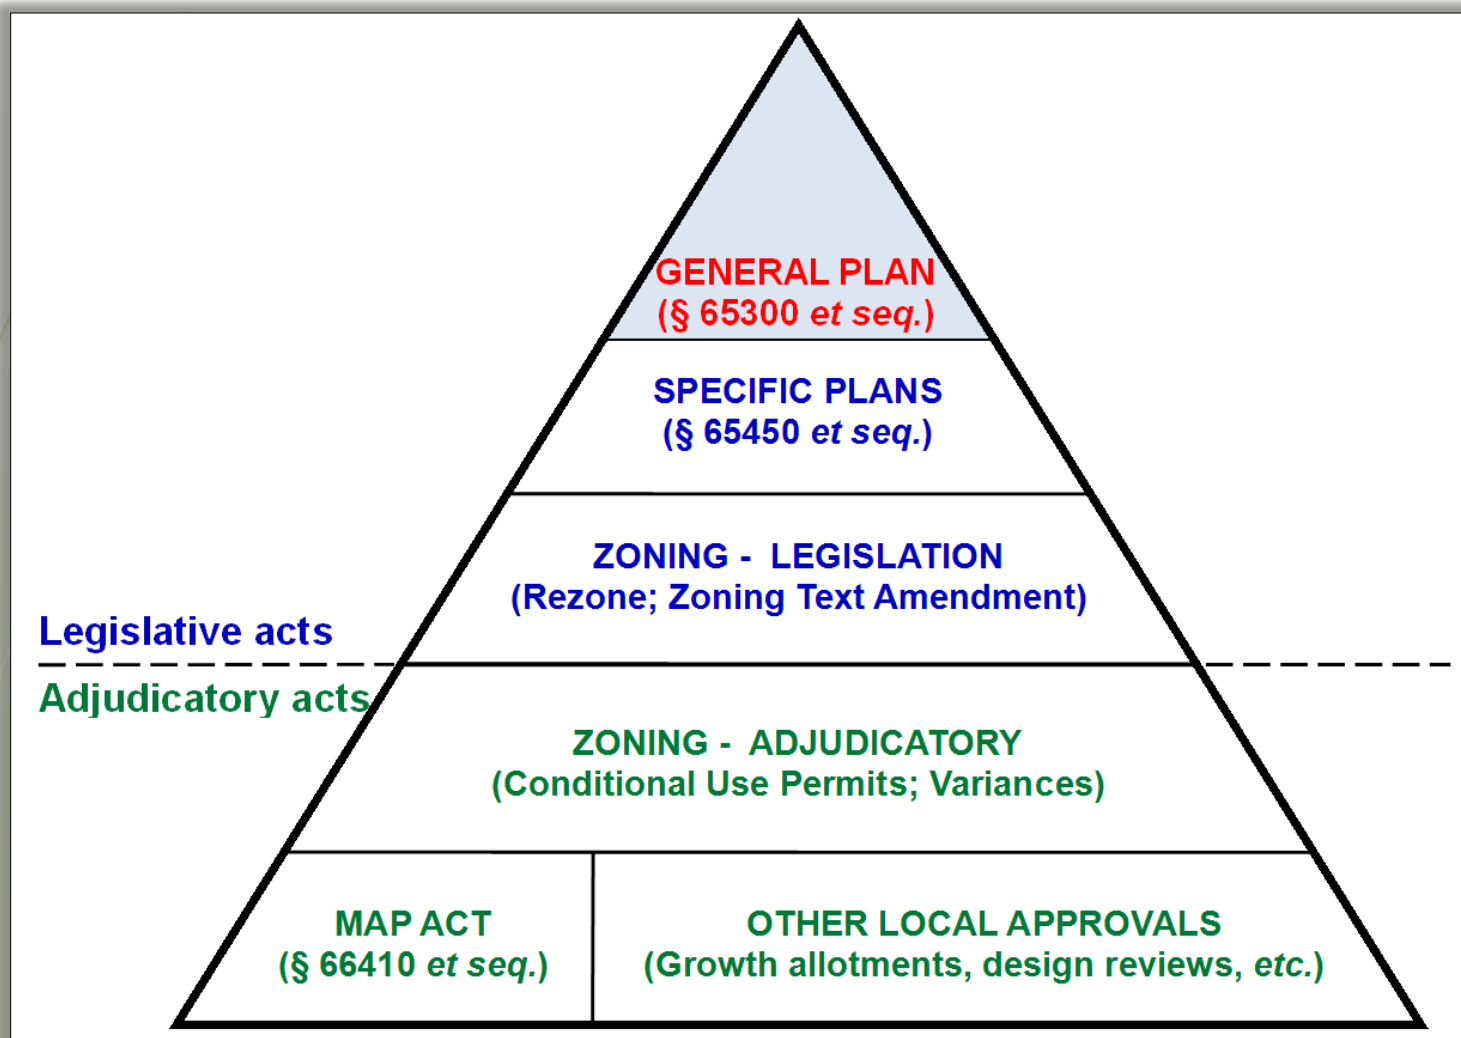 GENERAL PLAN
(§ 65300 et seq.)
SPECIFIC PLANS
(§ 65450 et seq.)
ZONING - LEGISLATION
(Rezone; Zoning Text Amendment)
Legislative acts
Adjudicatory acts
ZONING - ADJUDICATORY
(Conditional Use Permits; Variances)
MAP ACT
(§ 66410 et seq.)
OTHER LOCAL APPROVALS
(Growth allotments, design reviews, etc.)